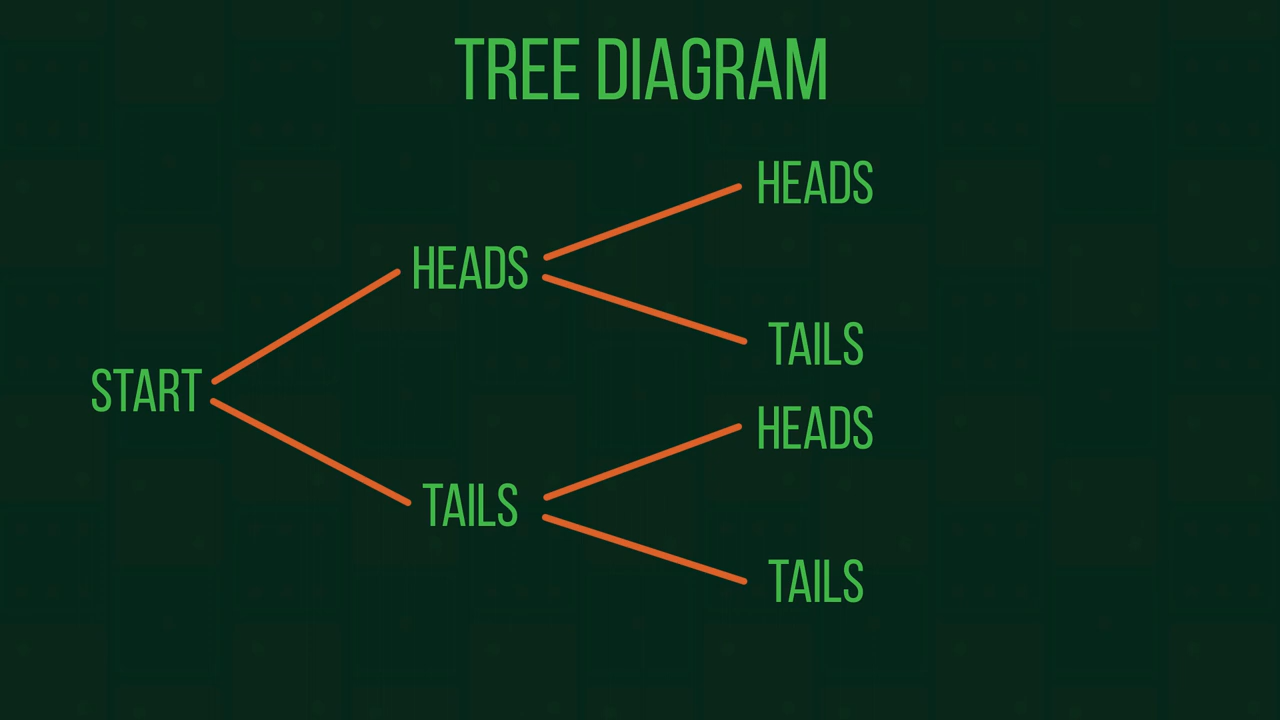 TREE DIAGRAM
HEADS
HEADS
TAILS
START
HEADS
TAILS
TAILS